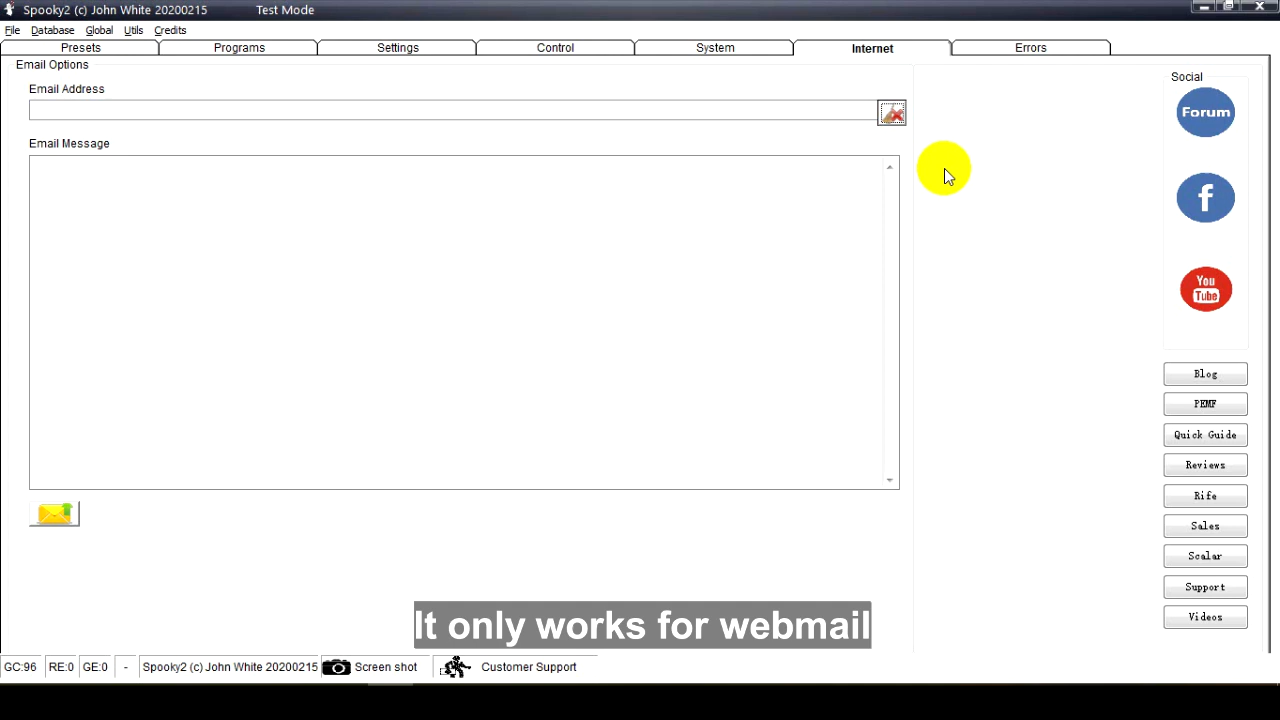 Spooky2 (c) John White 20200215 Test Mode
File Database Global Utils Credits
Presets Programs Settings Control System Internet Errors
Email Options
Email Address
Email Message
Social
Forum
f
You
Tube
Blog
PEMF
Quick Guide
Reviews
Rife
Sales
Scalar
Support
Videos
It only works for webmail
GC:96 RE:0 GE:0 - Spooky2 (c) John White 20200215 Screen shot Customer Support